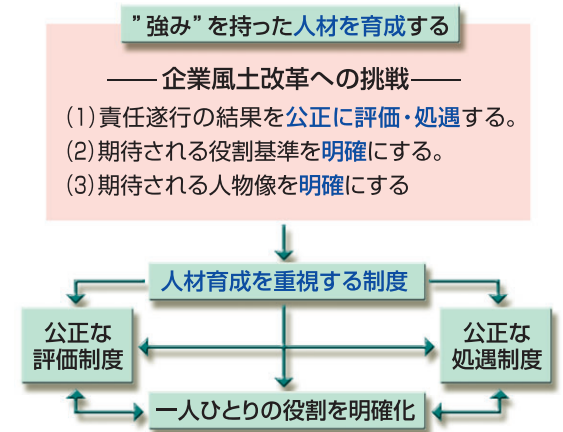 ”強み”を持った人材を育成する
企業風土改革への挑戦
(1)責任遂行の結果を公正に評価・処遇する。
(2)期待される役割基準を明確にする。
(3)期待される人物像を明確にする
人材育成を重視する制度
公正な
評価制度
公正な
処遇制度
一人ひとりの役割を明確化